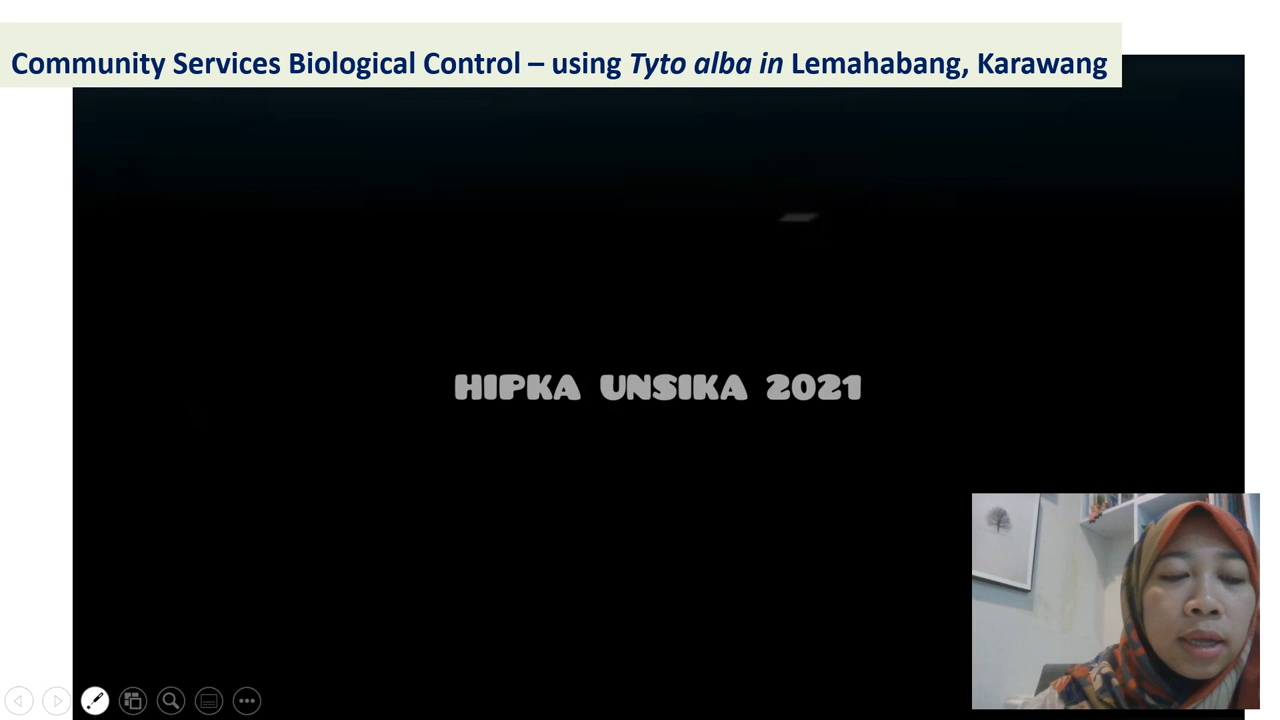 Community Services Biological Control – using Tyto alba in Lemahabang, Karawang
HIPKA UNSIKA 2021